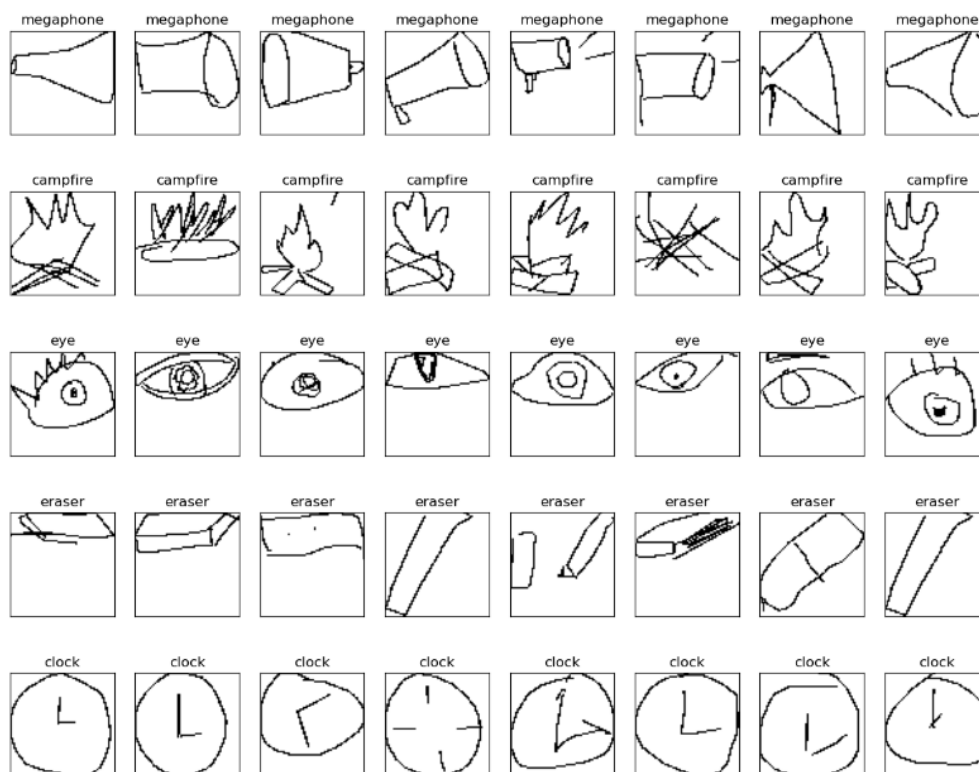 megaphone megaphone megaphone megaphone megaphone megaphone megaphone megaphone
campfire campfire campfire campfire campfire campfire campfire campfire
eye eye eye eye eye eye eye eye
eraser eraser eraser eraser eraser eraser eraser eraser
clock clock clock clock clock clock clock clock